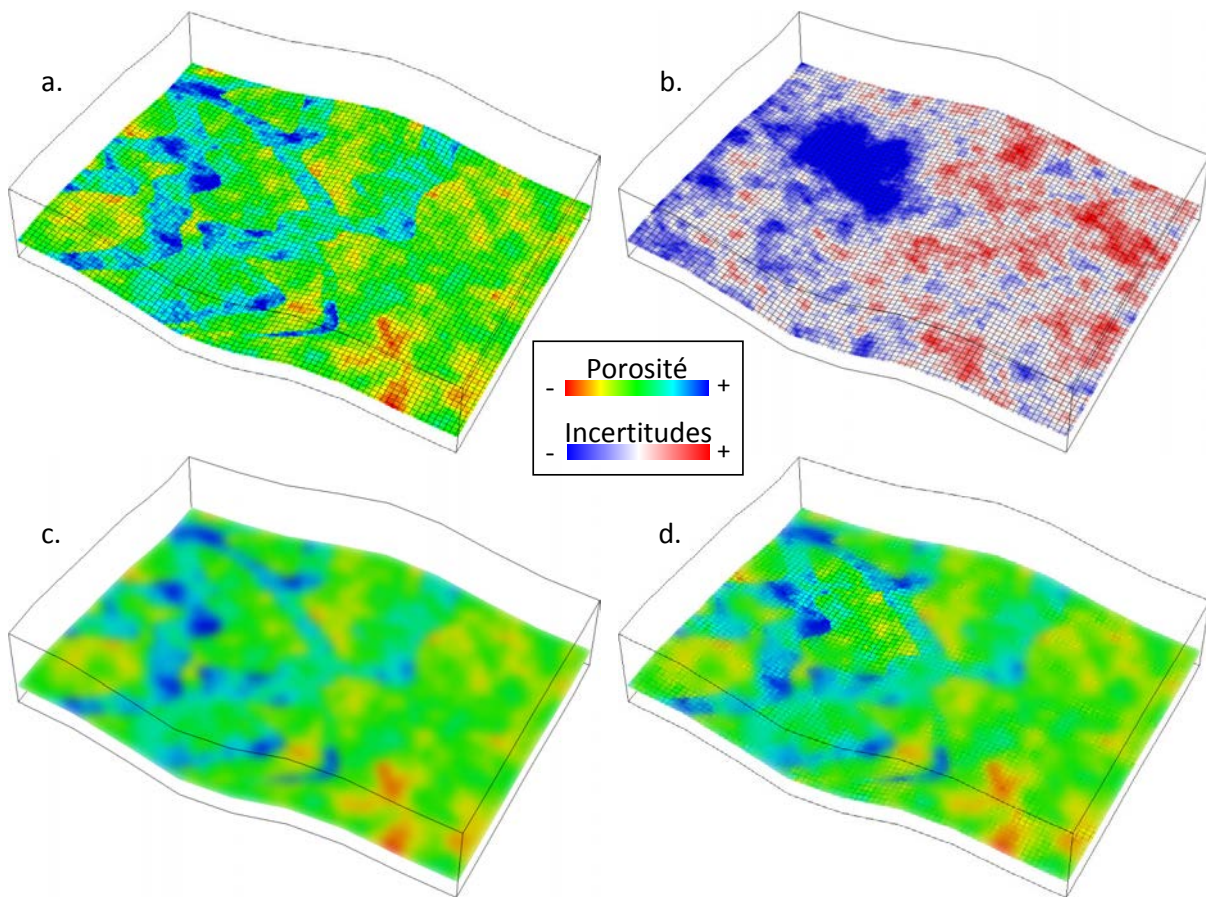 a.
b.
Porosité
- +
Incertitudes
- +
c.
d.